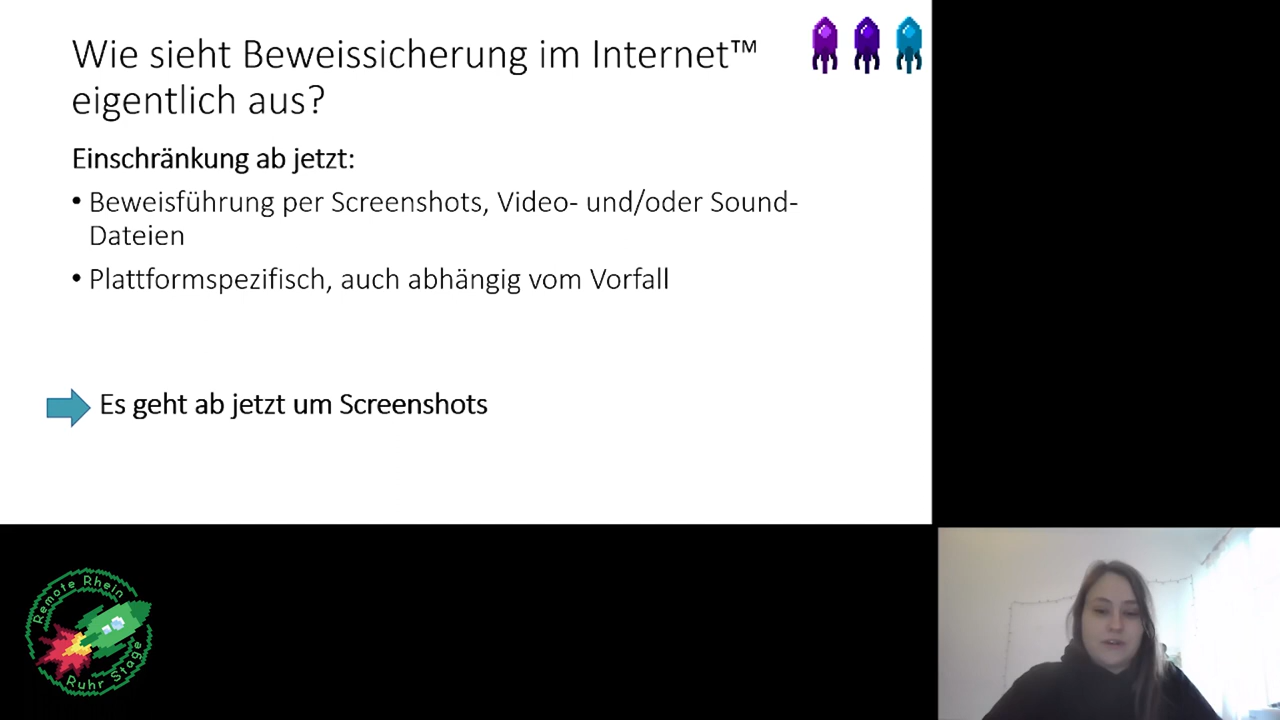 Wie sieht Beweissicherung im Internet™
eigentlich aus?
Einschränkung ab jetzt:
• Beweisführung per Screenshots, Video- und/oder Sound-
Dateien
• Plattformspezifisch, auch abhängig vom Vorfall
Es geht ab jetzt um Screenshots
Remote Rhein
Ruhr Stage